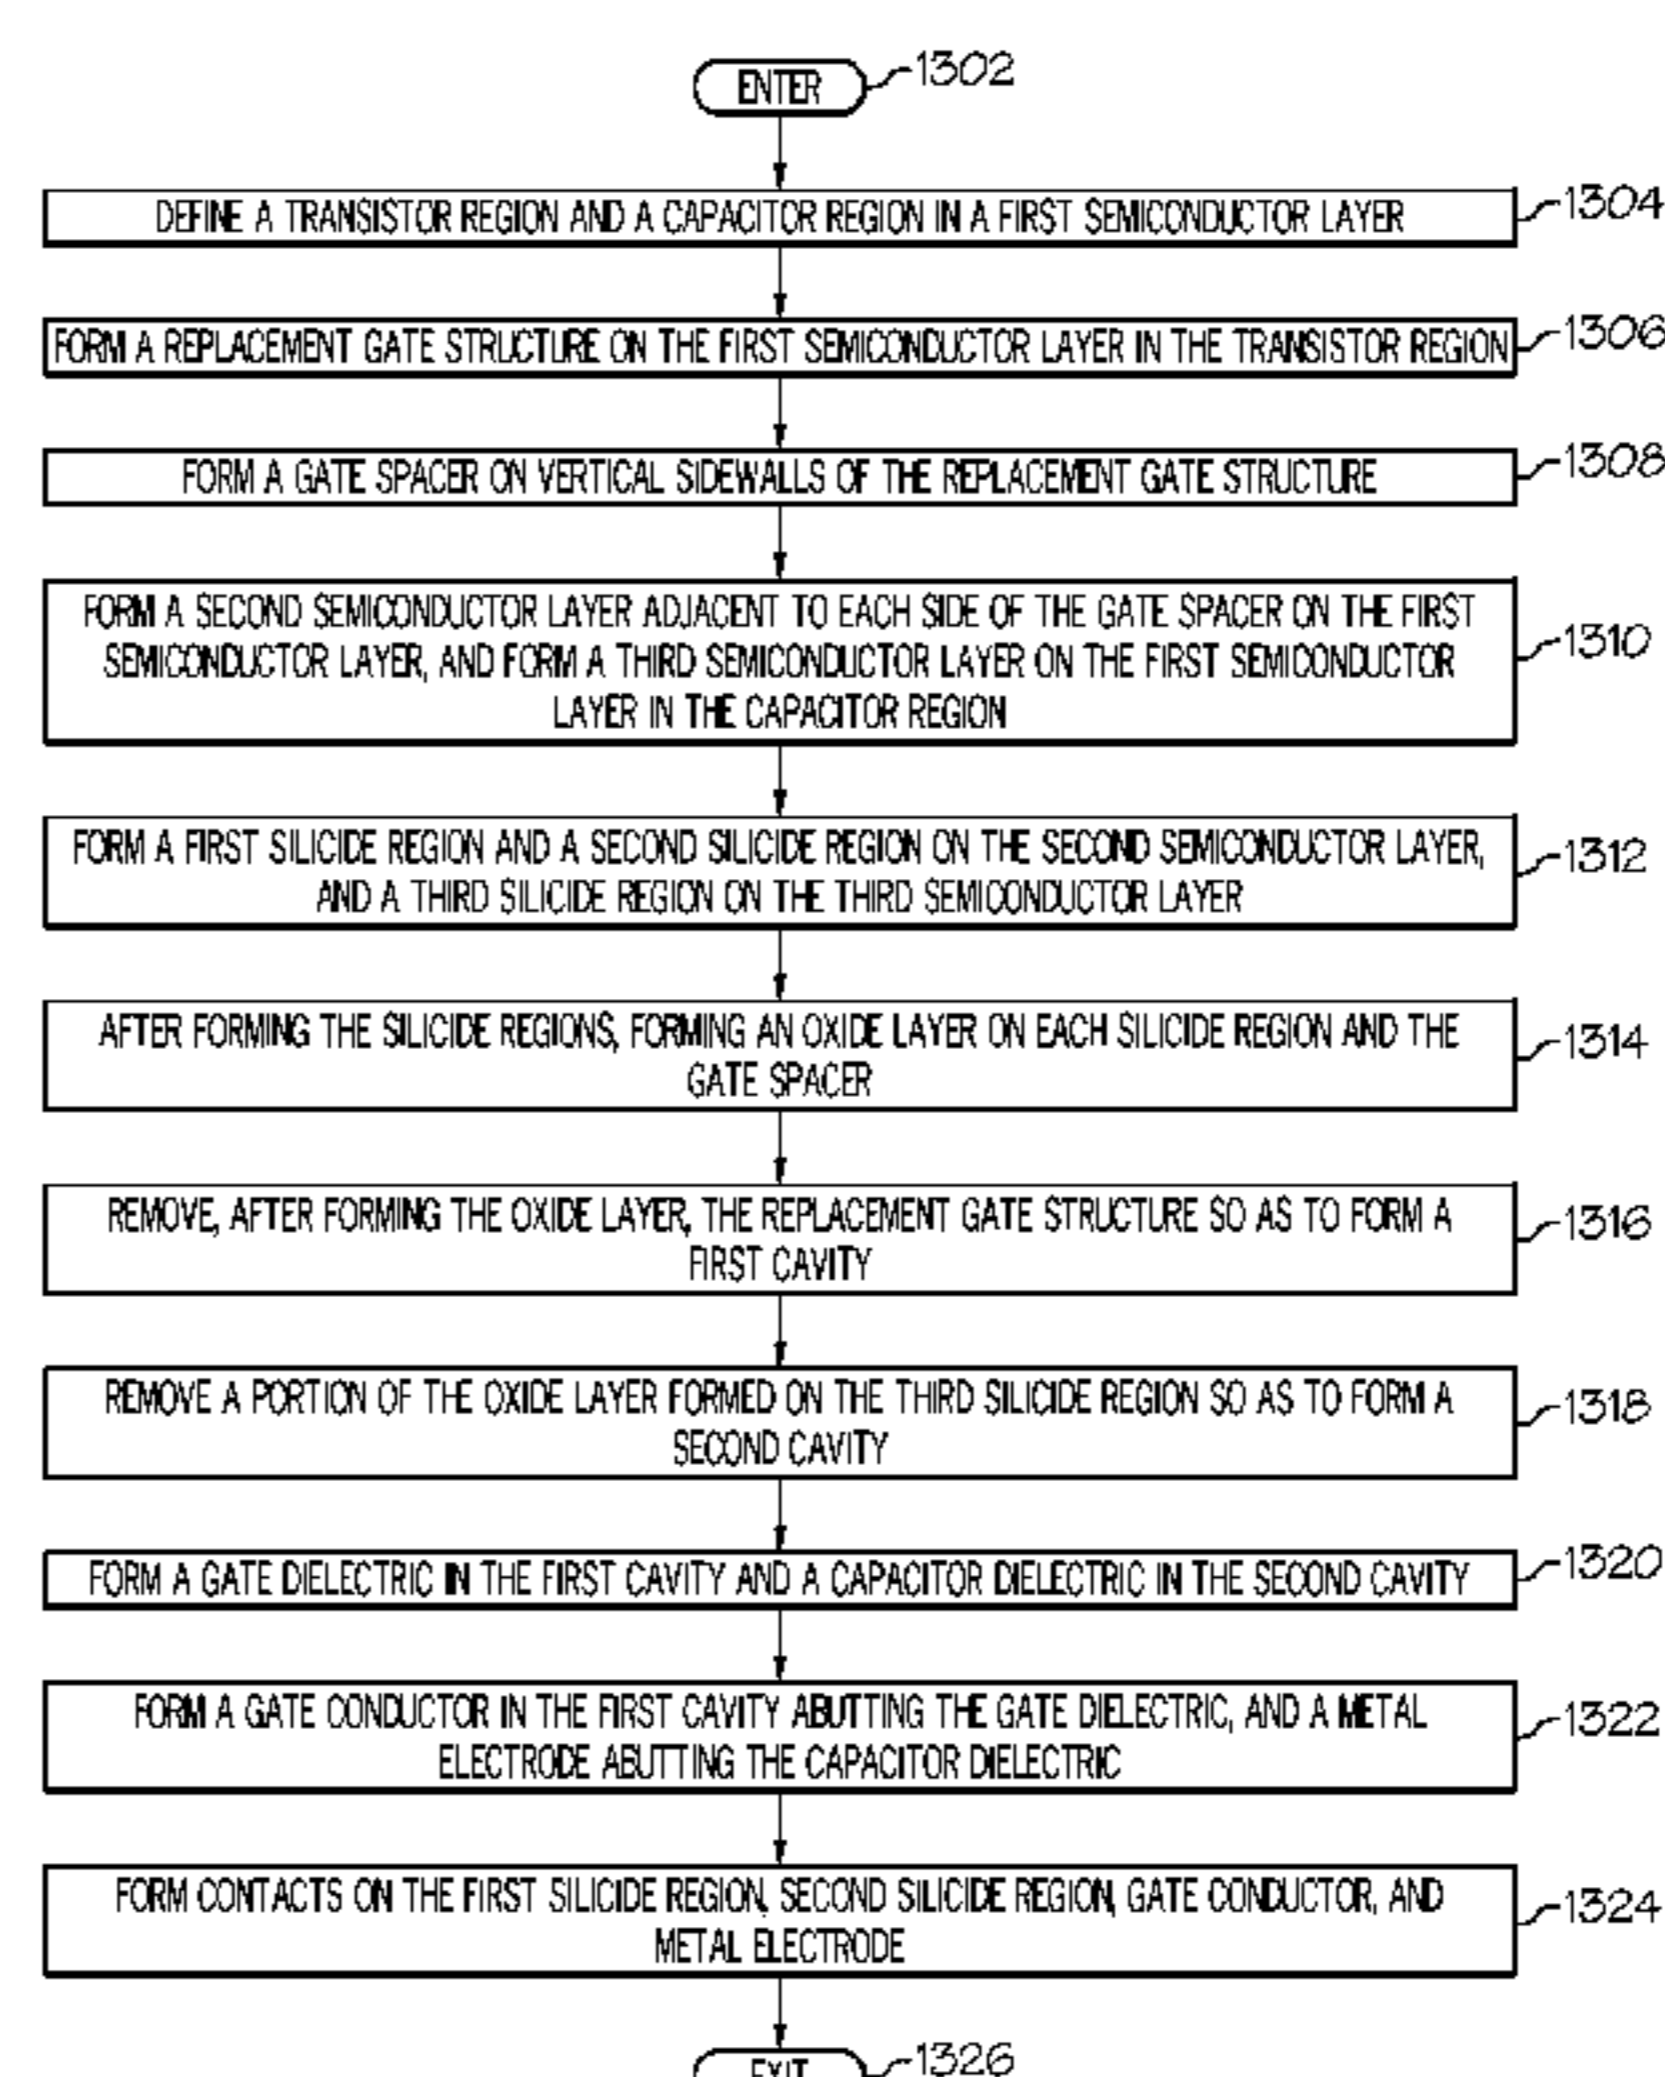 ENTER
1302
DEFINE A TRANSISTOR REGION AND A CAPACITOR REGION IN A FIRST SEMICONDUCTOR LAYER
1304
FORM A REPLACEMENT GATE STRUCTURE ON THE FIRST SEMICONDUCTOR LAYER IN THE TRANSISTOR REGION
1306
FORM A GATE SPACER ON VERTICAL SIDEWALLS OF THE REPLACEMENT GATE STRUCTURE
1308
FORM A SECOND SEMICONDUCTOR LAYER ADJACENT TO EACH SIDE OF THE GATE SPACER ON THE FIRST
SEMICONDUCTOR LAYER, AND FORM A THIRD SEMICONDUCTOR LAYER ON THE FIRST SEMICONDUCTOR
LAYER IN THE CAPACITOR REGION
1310
FORM A FIRST SILICIDE REGION AND A SECOND SILICIDE REGION ON THE SECOND SEMICONDUCTOR LAYER,
AND A THIRD SILICIDE REGION ON THE THIRD SEMICONDUCTOR LAYER
1312
AFTER FORMING THE SILICIDE REGIONS, FORMING AN OXIDE LAYER ON EACH SILICIDE REGION AND THE
GATE SPACER
1314
REMOVE, AFTER FORMING THE OXIDE LAYER, THE REPLACEMENT GATE STRUCTURE SO AS TO FORM A
FIRST CAVITY
1316
REMOVE A PORTION OF THE OXIDE LAYER FORMED ON THE THIRD SILICIDE REGION SO AS TO FORM A
SECOND CAVITY
1318
FORM A GATE DIELECTRIC IN THE FIRST CAVITY AND A CAPACITOR DIELECTRIC IN THE SECOND CAVITY
1320
FORM A GATE CONDUCTOR IN THE FIRST CAVITY ABUTTING THE GATE DIELECTRIC, AND A METAL
ELECTRODE ABUTTING THE CAPACITOR DIELECTRIC
1322
FORM CONTACTS ON THE FIRST SILICIDE REGION, SECOND SILICIDE REGION, GATE CONDUCTOR, AND
METAL ELECTRODE
1324
EXIT
1326